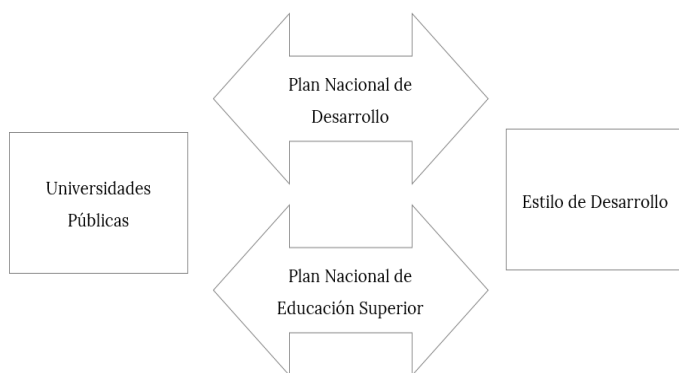 Plan Nacional de
Desarrollo
Universidades
Públicas
Estilo de Desarrollo
Plan Nacional de
Educación Superior